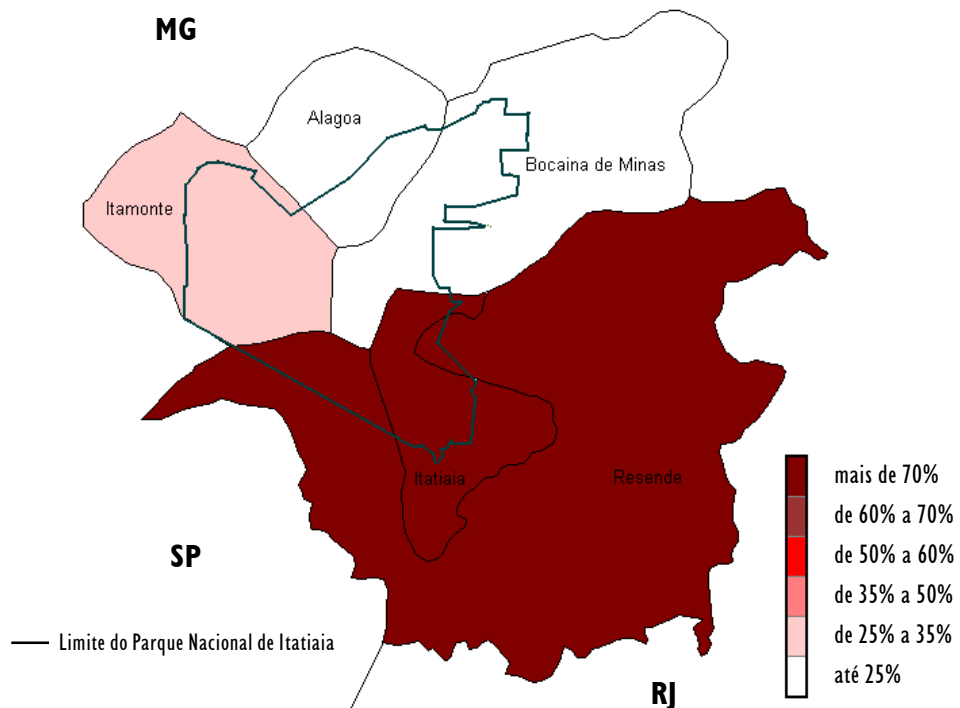 MG
Alagoa
Bocaina de Minas
Itamonte
Itatiaia
Resende
SP
RJ
Limite do Parque Nacional de Itatiaia
mais de 70%
de 60% a 70%
de 50% a 60%
de 35% a 50%
de 25% a 35%
até 25%